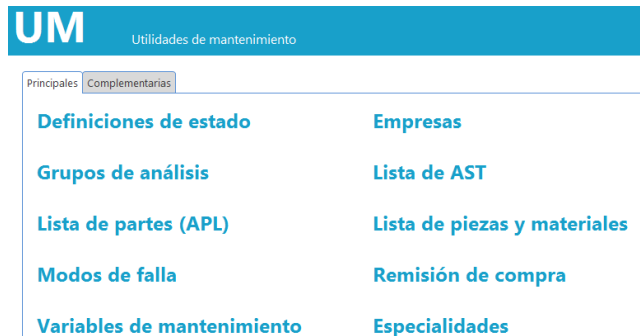 UM
Utilidades de mantenimiento
Principales
Complementarias
Definiciones de estado
Empresas
Grupos de análisis
Lista de AST
Lista de partes (APL)
Lista de piezas y materiales
Modos de falla
Remisión de compra
Variables de mantenimiento
Especialidades